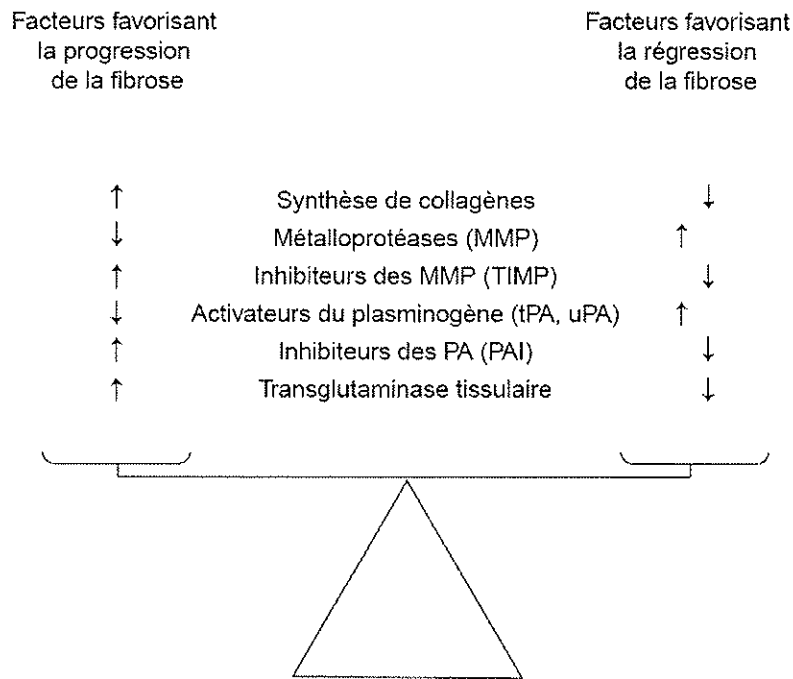 Facteurs favorisant
la progression
de la fibrose
Facteurs favorisant
la régression
de la fibrose
↑ Synthèse de collagènes ↓
↓ Métalloprotéases (MMP) ↑
↑ Inhibiteurs des MMP (TIMP) ↓
↓ Activateurs du plasminogène (tPA, uPA) ↑
↑ Inhibiteurs des PA (PAI) ↓
↑ Transglutaminase tissulaire ↓